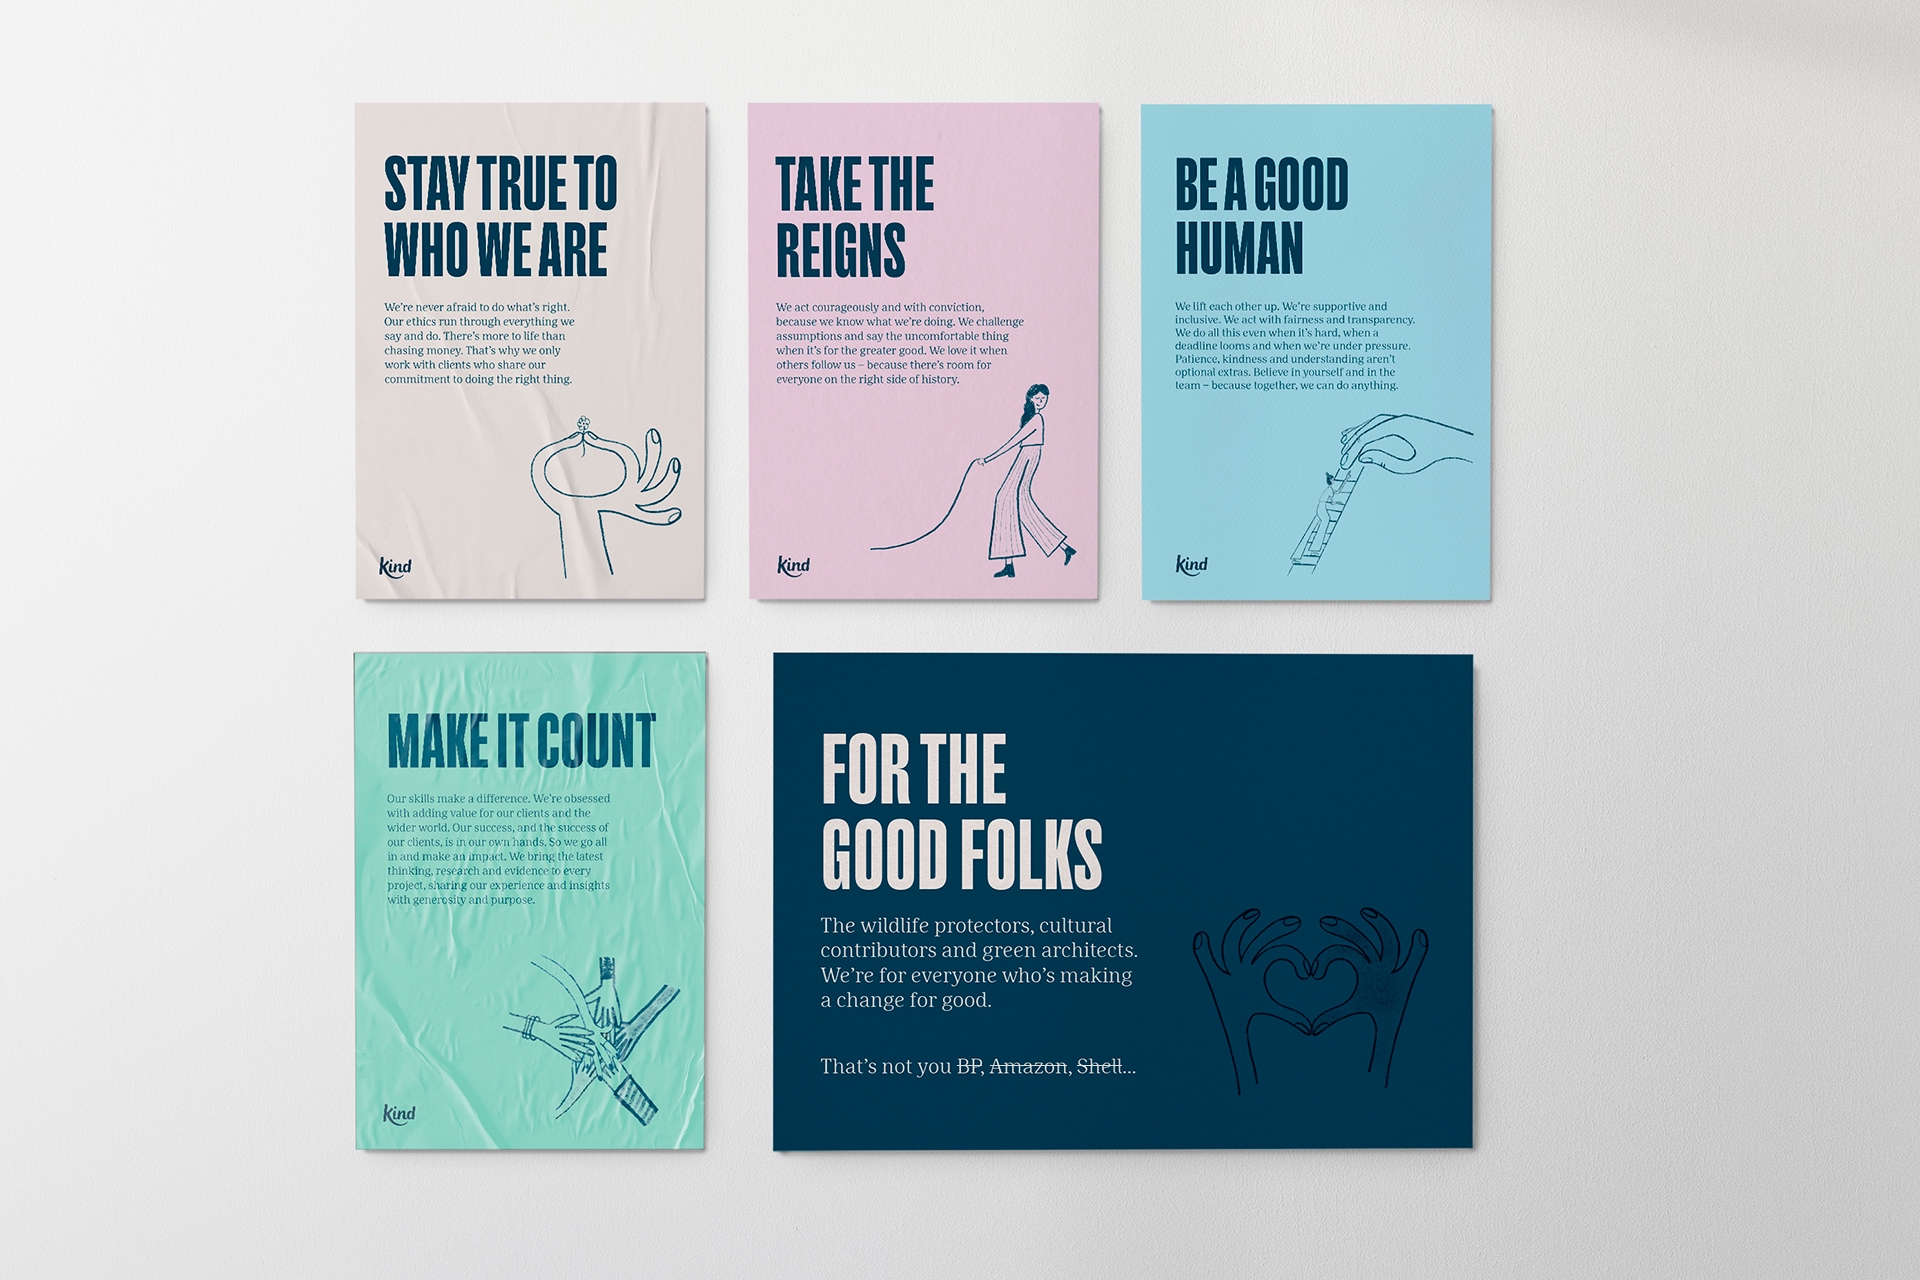 STAY TRUE TO
WHO WE ARE
We're never afraid to do what's right.
Our ethics run through everything we
say and do. There's more to life than
chasing money. That's why we only
work with clients who share our
commitment to doing the right thing.
kind
TAKE THE
REIGNS
We act courageously and with conviction,
because we know what we're doing. We challenge
assumptions and say the uncomfortable thing
when it's for the greater good. We love it when
others follow us – because there's room for
everyone on the right side of history.
kind
BE A GOOD
HUMAN
We lift each other up. We're supportive and
inclusive. We act with fairness and transparency.
We do all this even when it's hard, when a
deadline looms and when we're under pressure.
Patience, kindness and understanding aren't
optional extras. Believe in yourself and in the
team – because together, we can do anything.
kind
MAKE IT COUNT
Our skills make a difference. We're obsessed
with adding value for our clients and the
wider world. Our success, and the success of
our clients, is in our own hands. So we go all
in and make an impact. We bring the latest
thinking, research and evidence to every
project, sharing our experience and insights
with generosity and purpose.
kind
FOR THE
GOOD FOLKS
The wildlife protectors, cultural
contributors and green architects.
We're for everyone who's making
a change for good.
That's not you BP, Amazon, Shell...